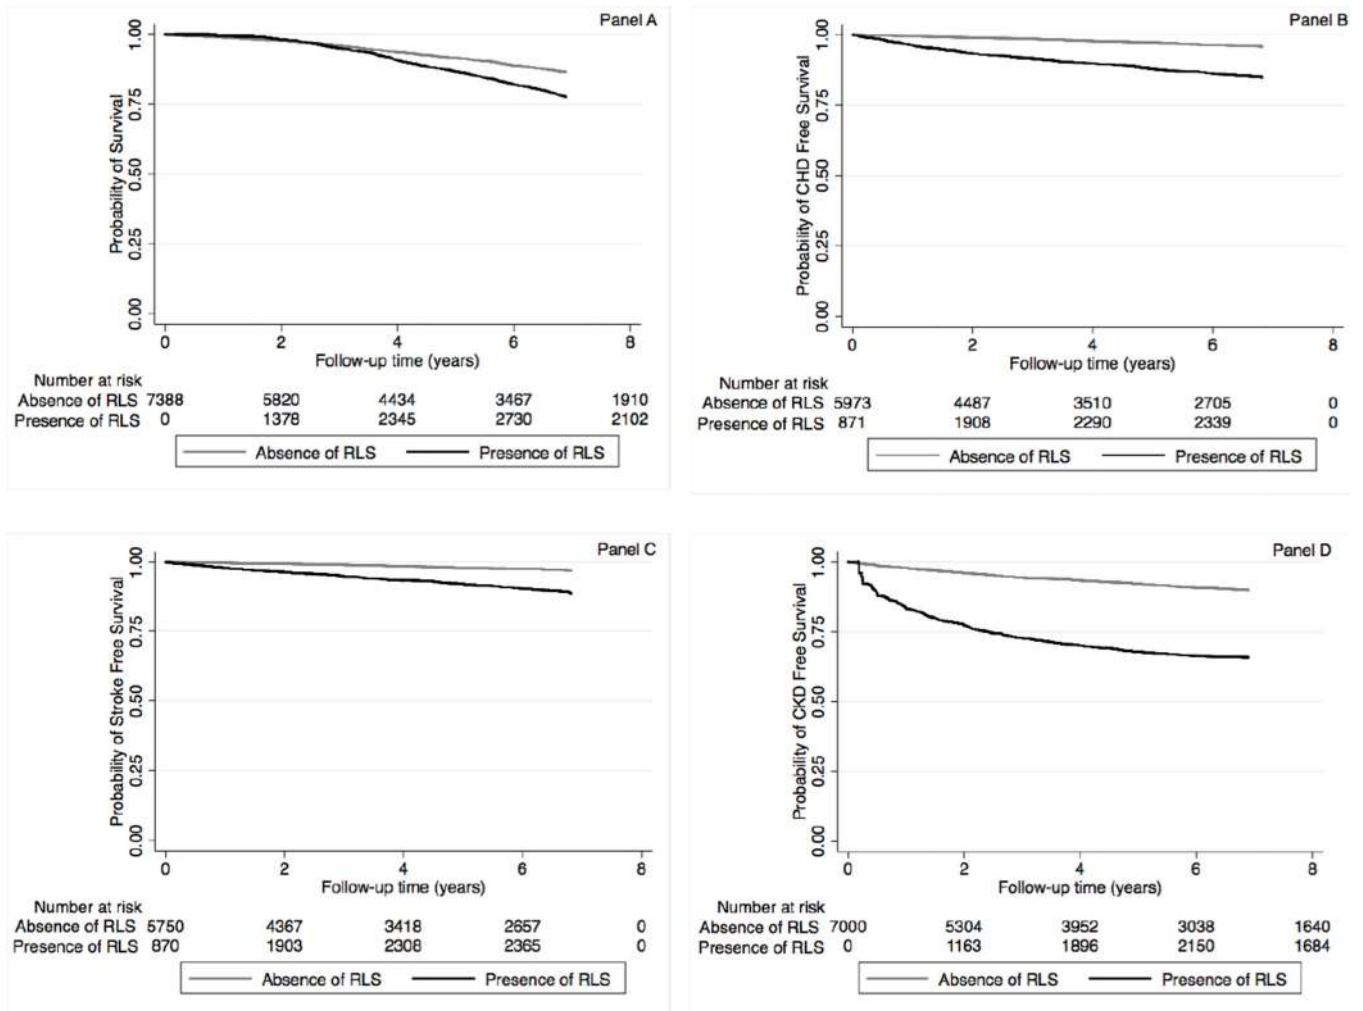 Panel A
Probability of Survival
1.00
0.75
0.50
0.25
0.00
0 2 4 6 8
Follow-up time (years)
Number at risk
Absence of RLS 7388 5820 4434 3467 1910
Presence of RLS 0 1378 2345 2730 2102
Absence of RLS Presence of RLS
Panel B
Probability of CHD Free Survival
1.00
0.75
0.50
0.25
0.00
0 2 4 6 8
Follow-up time (years)
Number at risk
Absence of RLS 5973 4487 3510 2705 0
Presence of RLS 871 1908 2290 2339 0
Absence of RLS Presence of RLS
Panel C
Probability of Stroke Free Survival
1.00
0.75
0.50
0.25
0.00
0 2 4 6 8
Follow-up time (years)
Number at risk
Absence of RLS 5750 4367 3418 2657 0
Presence of RLS 870 1903 2308 2365 0
Absence of RLS Presence of RLS
Panel D
Probability of CKD Free Survival
1.00
0.75
0.50
0.25
0.00
0 2 4 6 8
Follow-up time (years)
Number at risk
Absence of RLS 7000 5304 3952 3038 1640
Presence of RLS 0 1163 1896 2150 1684
Absence of RLS Presence of RLS